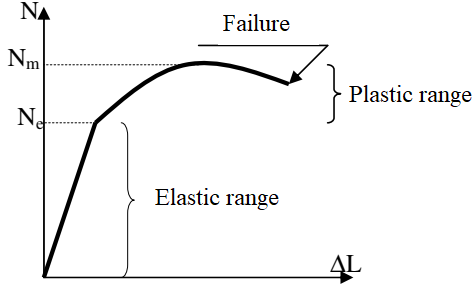 N
Failure
Nm
Plastic range
Ne
Elastic range
ΔL